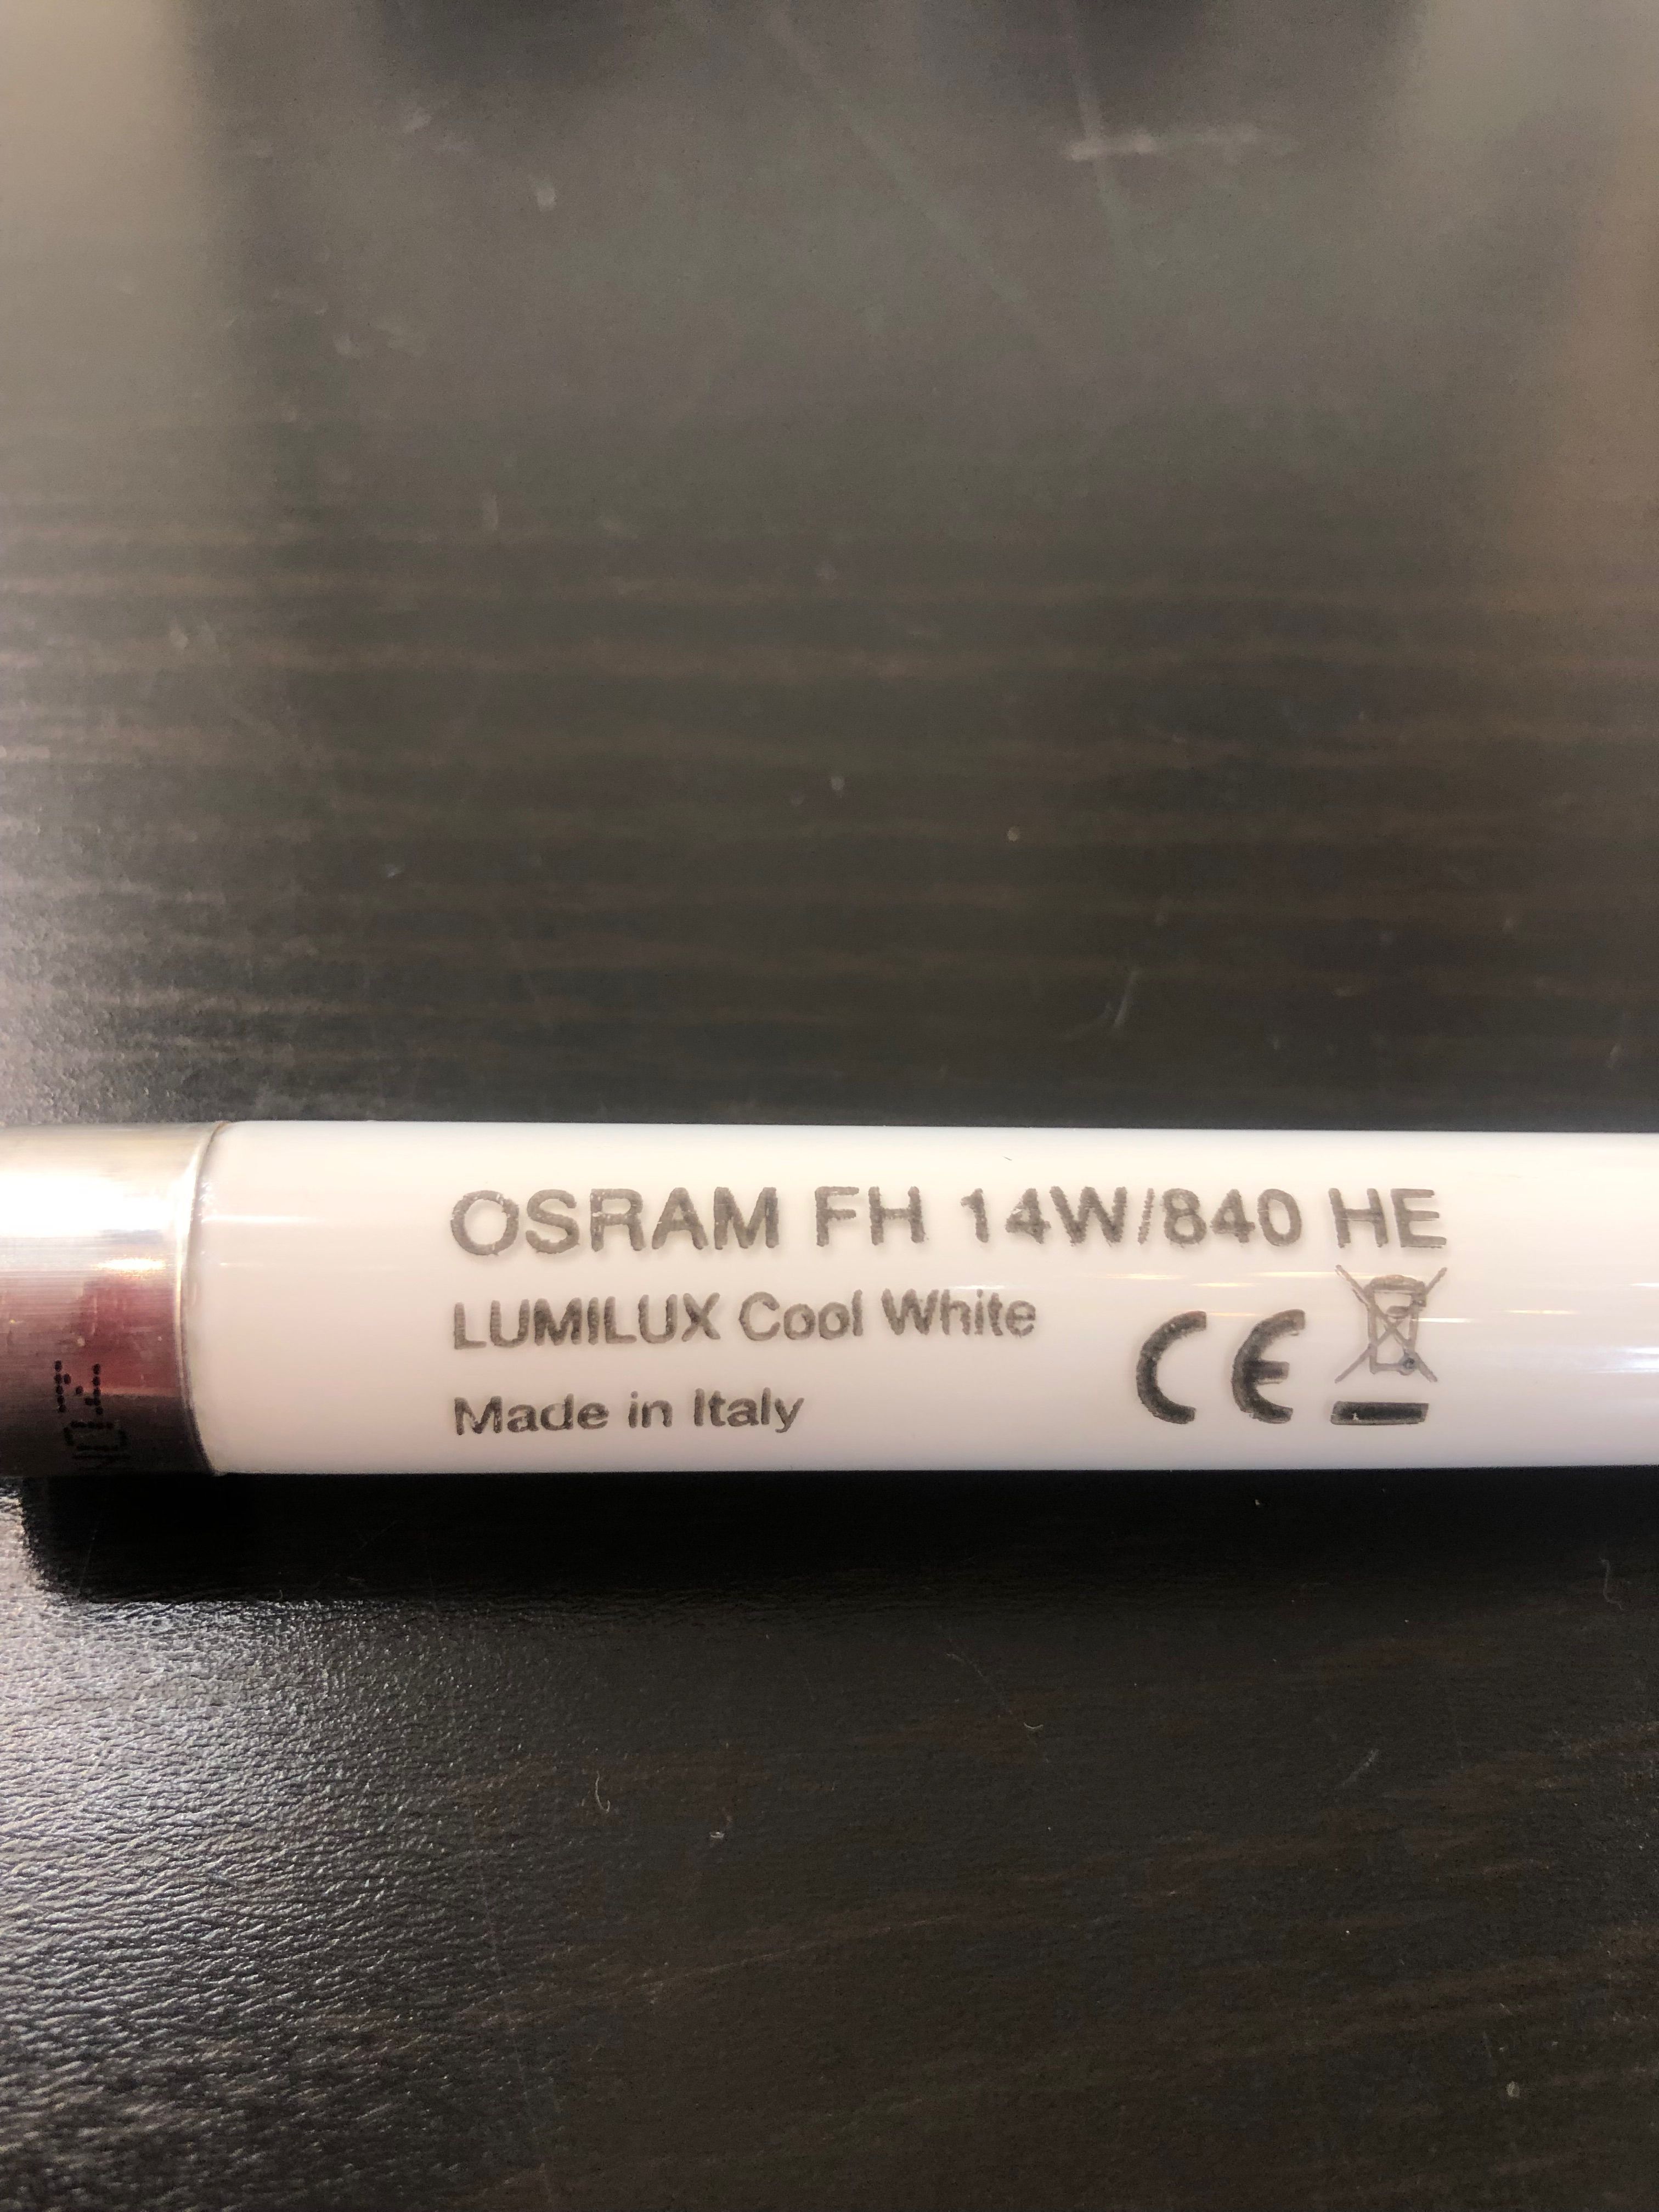 OSRAM FH 14W/840 HE
LUMILUX Cool White
CE
Made in Italy